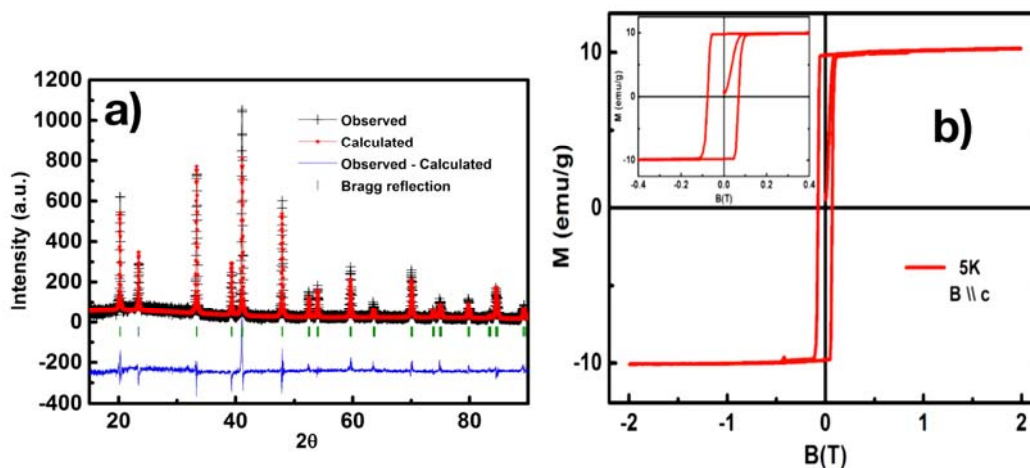 a)
Intensity (a.u.)
1200
1000
800
600
400
200
0
-200
-400
20 40 60 80
2θ
Observed
Calculated
Observed - Calculated
Bragg reflection
b)
M (emu/g)
10
0
-10
-2 -1 0 1 2
B(T)
5K
B \\ c
M (emu/g)
10
0
-10
-0.4 -0.2 0.0 0.2 0.4
B(T)